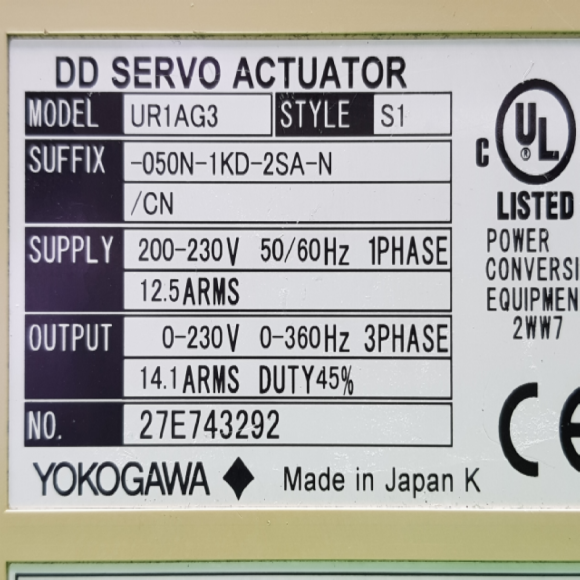 DD SERVO ACTUATOR
MODEL UR1AG3 STYLE S1
SUFFIX -050N-1KD-2SA-N
/CN
SUPPLY 200-230V 50/60Hz 1PHASE
12.5ARMS
OUTPUT 0-230V 0-360Hz 3PHASE
14.1ARMS DUTY45%
NO. 27E743292
YOKOGAWA ◆ Made in Japan K
C UL ®
LISTED
POWER
CONVERSI
EQUIPMEN
2WW7
CE